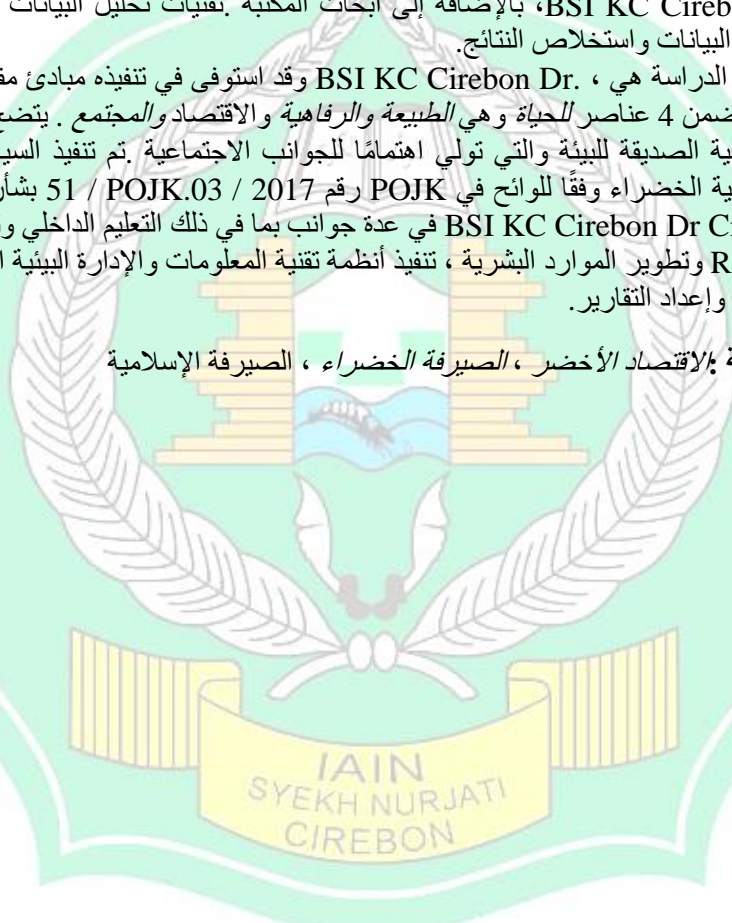 BSI KC Cireb، بالإضافة إلى أبحاث المكتبة .تقنيات تحليل البيانات
البيانات واستخلاص النتائج.
الدراسة هي ، .BSI KC Cirebon Dr وقد استوفى في تنفيذه مبادئ
ضمن 4 عناصر للحياة وهي الطبيعة والرفاهية والاقتصاد والمجتمع . يتضح
ية الصديقة للبيئة والتي تولي اهتمامًا للجوانب الاجتماعية .تم تنفيذ السي
ية الخضراء وفقًا للوائح في POJK رقم 51 / POJK.03 / 2017 بشأن
BSI KC Cirebon Dr C في عدة جوانب بما في ذلك التعليم الداخلي و
R وتطوير الموارد البشرية ، تنفيذ أنظمة تقنية المعلومات والإدارة البيئية ا
وإعداد التقارير.
ة :الاقتصاد الأخضر ، الصيرفة الخضراء ، الصيرفة الإسلامية
IAIN
SYEKH NURJATI
CIREBON